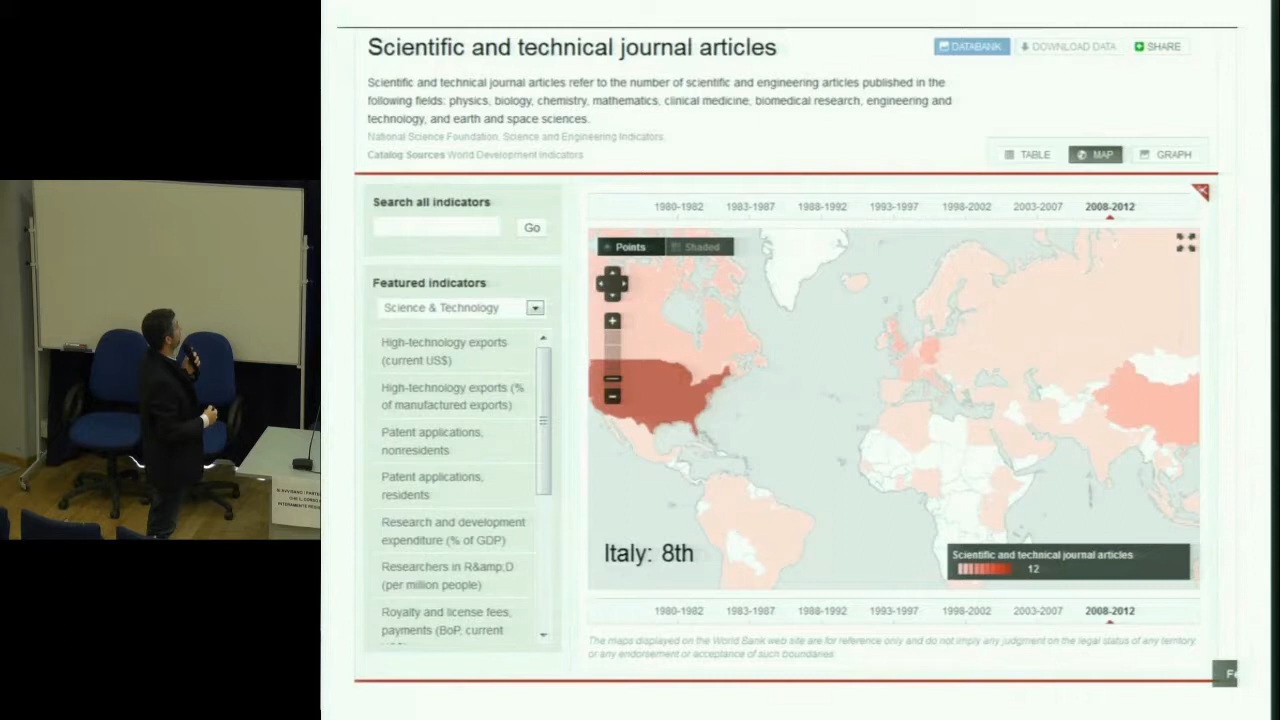 Scientific and technical journal articles
DATABANK
DOWNLOAD DATA
SHARE
Scientific and technical journal articles refer to the number of scientific and engineering articles published in the
following fields: physics, biology, chemistry, mathematics, clinical medicine, biomedical research, engineering and
technology, and earth and space sciences.
National Science Foundation, Science and Engineering Indicators.
Catalog Sources World Development Indicators
TABLE
MAP
GRAPH
Search all indicators
Go
Featured indicators
Science & Technology
High-technology exports
(current US$)
High-technology exports (%
of manufactured exports)
Patent applications,
nonresidents
Patent applications,
residents
Research and development
expenditure (% of GDP)
Researchers in R&amp;D
(per million people)
Royalty and license fees,
payments (BoP, current
1980-1982 1983-1987 1988-1992 1993-1997 1998-2002 2003-2007 2008-2012
Points
Shaded
Italy: 8th
Scientific and technical journal articles
12
1980-1982 1983-1987 1988-1992 1993-1997 1998-2002 2003-2007 2008-2012
The maps displayed on the World Bank web site are for reference only and do not imply any judgment on the legal status of any territory
or any endorsement or acceptance of such boundaries.